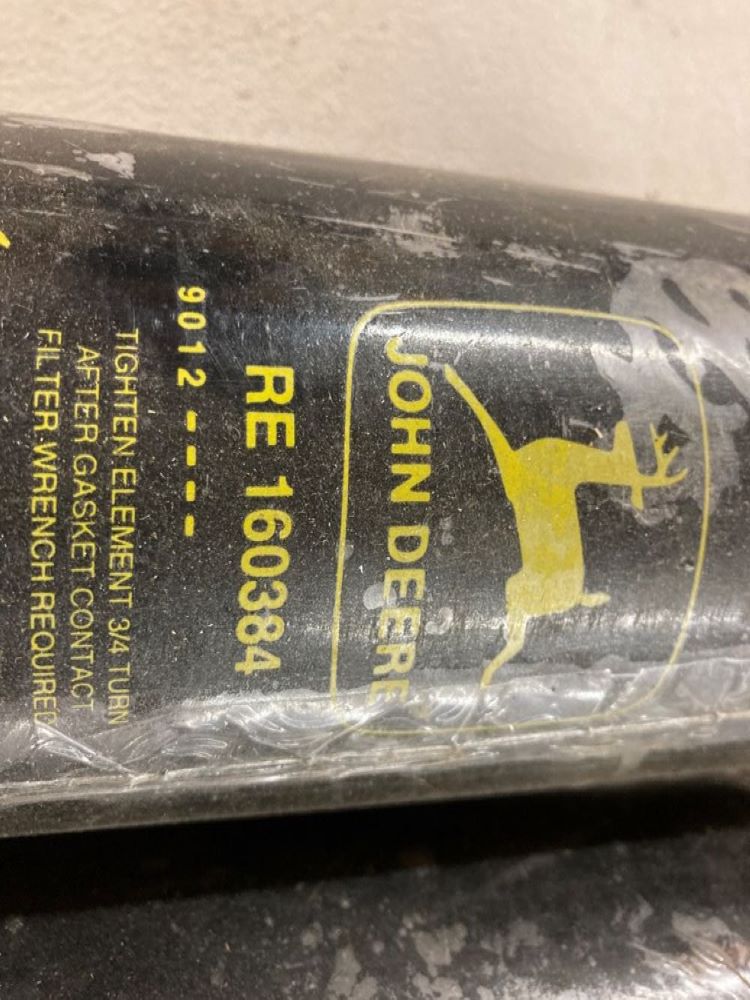 JOHN DEERE
RE 160384
9012 ----
TIGHTEN ELEMENT 3/4 TURN
AFTER GASKET CONTACT
FILTER WRENCH REQUIRED